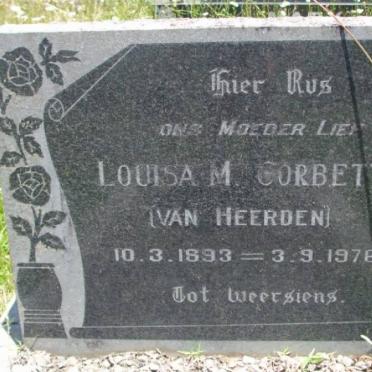 Hier Rus
ons Moeder Lief
Louisa M. Corbett
(van Heerden)
10.3.1893 = 3.9.1978
Tot weersiens.